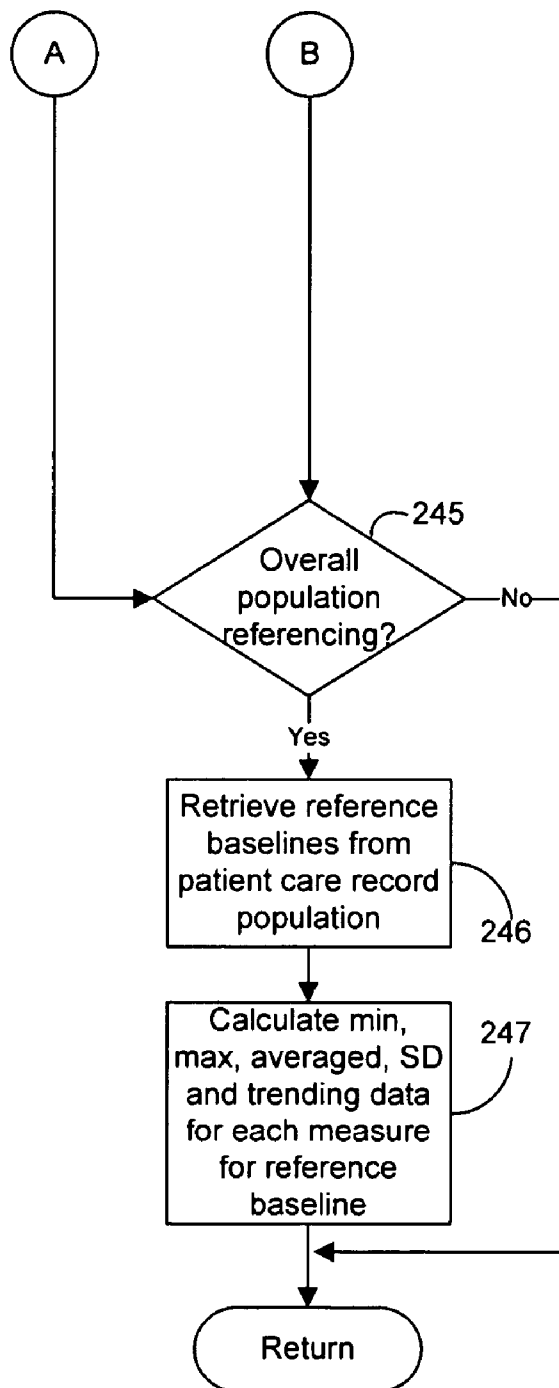 A
B
245
Overall
population
referencing?
No
Yes
Retrieve reference
baselines from
patient care record
population
246
Calculate min,
max, averaged, SD
and trending data
for each measure
for reference
baseline
247
Return